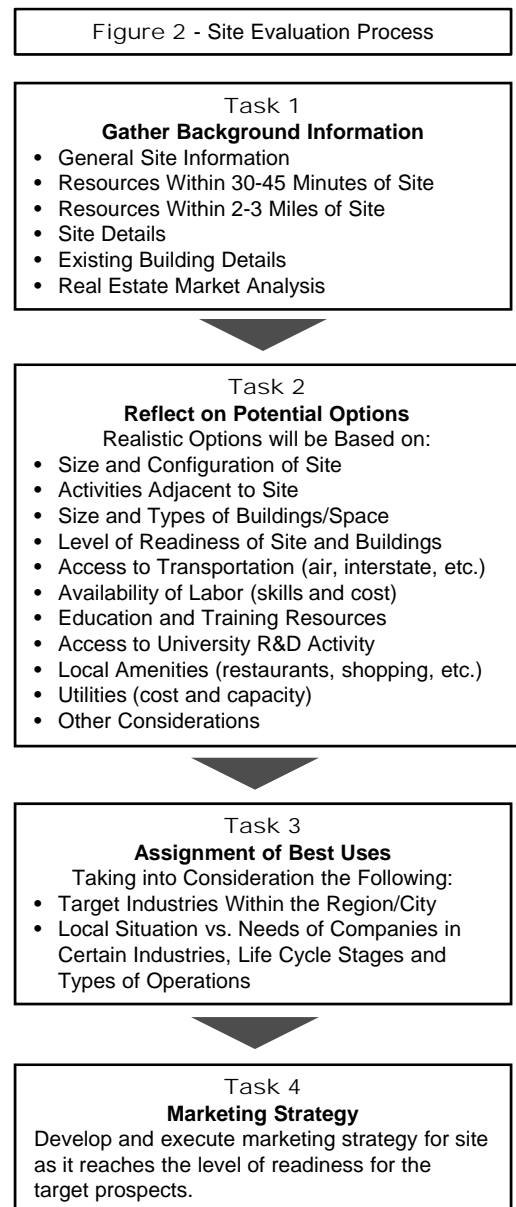 Figure 2 - Site Evaluation Process
Task 1
Gather Background Information
• General Site Information
• Resources Within 30-45 Minutes of Site
• Resources Within 2-3 Miles of Site
• Site Details
• Existing Building Details
• Real Estate Market Analysis
Task 2
Reflect on Potential Options
Realistic Options will be Based on:
• Size and Configuration of Site
• Activities Adjacent to Site
• Size and Types of Buildings/Space
• Level of Readiness of Site and Buildings
• Access to Transportation (air, interstate, etc.)
• Availability of Labor (skills and cost)
• Education and Training Resources
• Access to University R&D Activity
• Local Amenities (restaurants, shopping, etc.)
• Utilities (cost and capacity)
• Other Considerations
Task 3
Assignment of Best Uses
Taking into Consideration the Following:
• Target Industries Within the Region/City
• Local Situation vs. Needs of Companies in
Certain Industries, Life Cycle Stages and
Types of Operations
Task 4
Marketing Strategy
Develop and execute marketing strategy for site
as it reaches the level of readiness for the
target prospects.